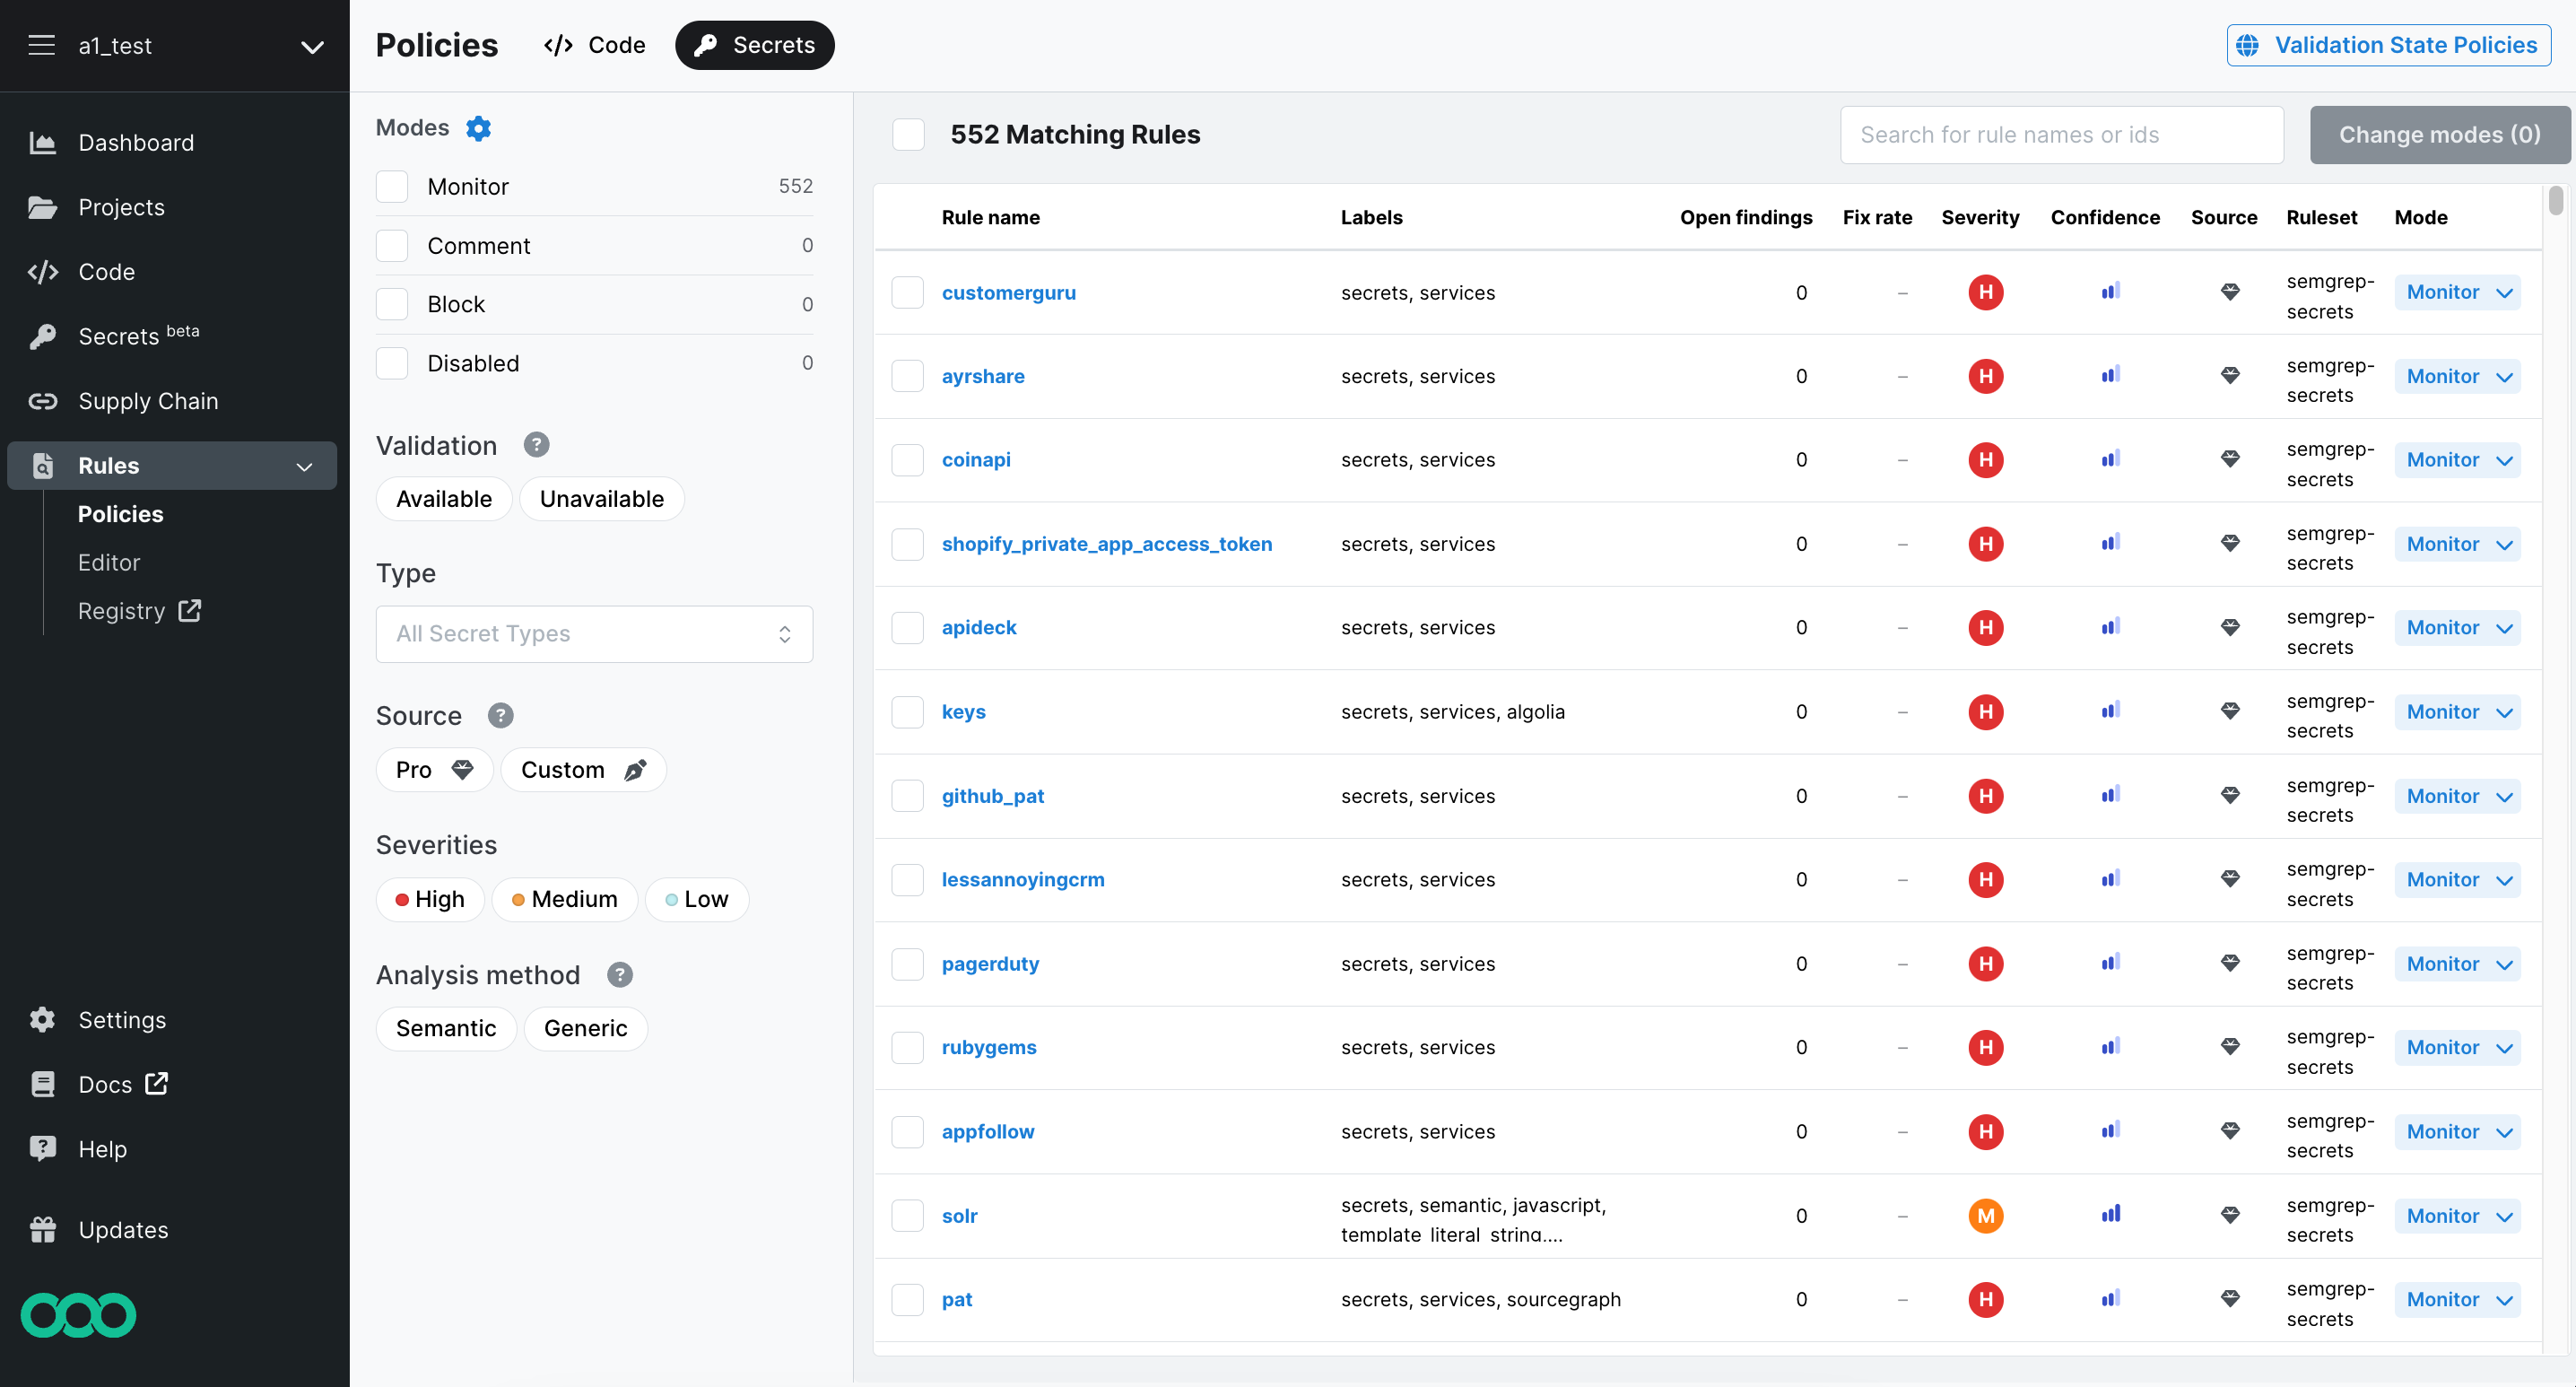 a1_test
Dashboard
Projects
Code
Secrets beta
Supply Chain
Rules
Policies
Editor
Registry
Settings
Docs
Help
Updates
Policies
Code
Secrets
Validation State Policies
Modes
Monitor 552
Comment 0
Block 0
Disabled 0
Validation ?
Available Unavailable
Type
All Secret Types
Source ?
Pro Custom
Severities
High Medium Low
Analysis method ?
Semantic Generic
552 Matching Rules
Search for rule names or ids
Change modes (0)
Rule name Labels Open findings Fix rate Severity Confidence Source Ruleset Mode
customerguru secrets, services 0 – H semgrep-secrets Monitor
ayrshare secrets, services 0 – H semgrep-secrets Monitor
coinapi secrets, services 0 – H semgrep-secrets Monitor
shopify_private_app_access_token secrets, services 0 – H semgrep-secrets Monitor
apideck secrets, services 0 – H semgrep-secrets Monitor
keys secrets, services, algolia 0 – H semgrep-secrets Monitor
github_pat secrets, services 0 – H semgrep-secrets Monitor
lessannoyingcrm secrets, services 0 – H semgrep-secrets Monitor
pagerduty secrets, services 0 – H semgrep-secrets Monitor
rubygems secrets, services 0 – H semgrep-secrets Monitor
appfollow secrets, services 0 – H semgrep-secrets Monitor
solr secrets, semantic, javascript, template_literal_string,... 0 – M semgrep-secrets Monitor
pat secrets, services, sourcegraph 0 – H semgrep-secrets Monitor